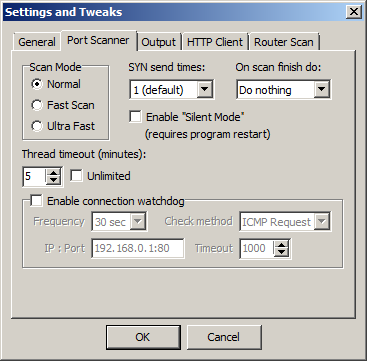 Settings and Tweaks
General Port Scanner Output HTTP Client Router Scan
Scan Mode SYN send times: On scan finish do:
Normal 1 (default) Do nothing
Fast Scan Enable "Silent Mode"
Ultra Fast (requires program restart)
Thread timeout (minutes):
5 Unlimited
Enable connection watchdog
Frequency 30 sec Check method ICMP Request
IP : Port 192.168.0.1:80 Timeout 1000
OK Cancel